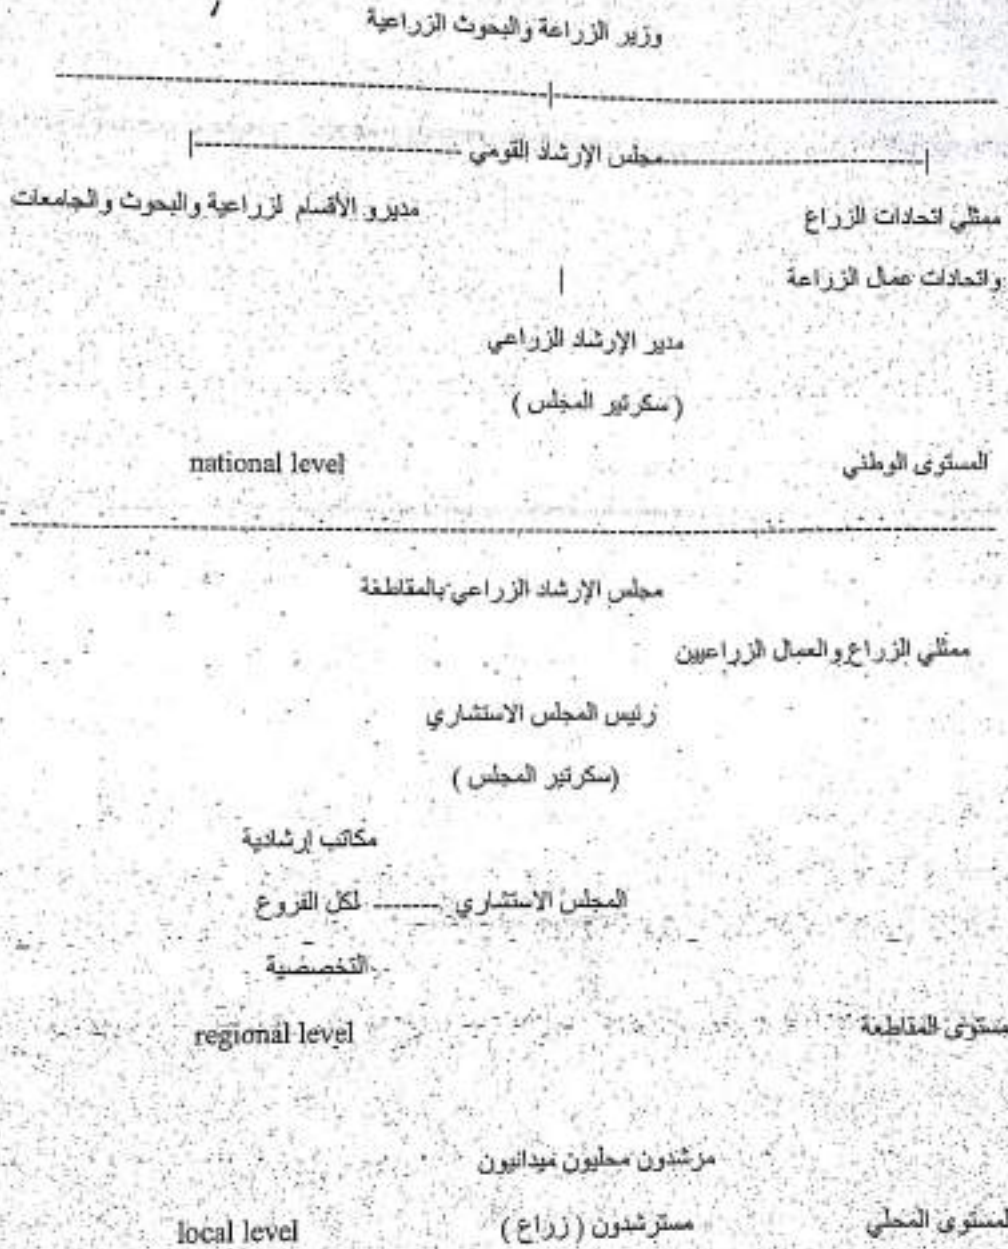 وزير الزراعة والبحوث الزراعية
مجلس الإرشاد القومي
ممثلي اتحادات الزراع مديرو الأقسام لزراعية والبحوث والجامعات
واتحادات عمال الزراعة
مدير الإرشاد الزراعي
( سكرتير المجلس )
المستوى الوطني national level
مجلس الإرشاد الزراعي بالمقاطعة
ممثلي الزراع والعمال الزراعيين
رئيس المجلس الاستشاري
(سكرتير المجلس )
مكاتب إرشادية
المجلس الاستشاري ------- لكل الفروع
التخصصية
مستوى المقاطعة regional level
مرشدون محليون ميدانيون
لمستوى المحلي مسترشدون ( زراع ) local level